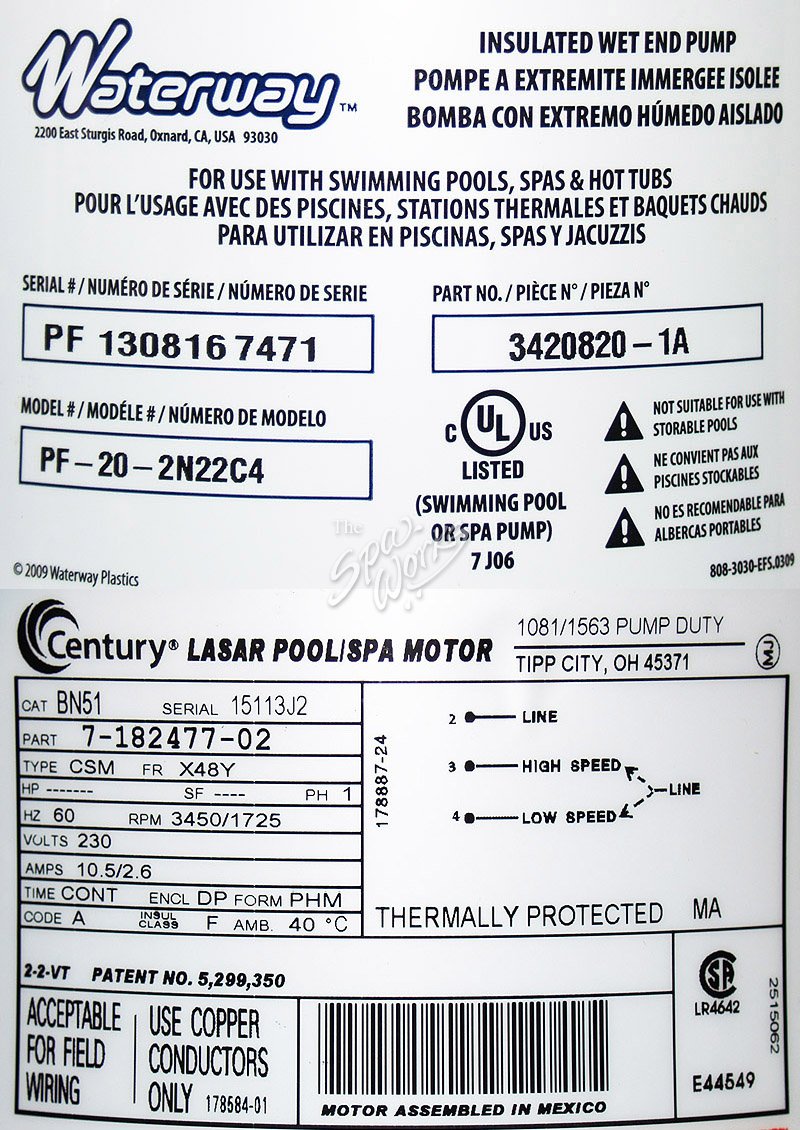 Waterway™
2200 East Sturgis Road, Oxnard, CA, USA 93030
INSULATED WET END PUMP
POMPE A EXTREMITE IMMERGEE ISOLEE
BOMBA CON EXTREMO HÚMEDO AISLADO
FOR USE WITH SWIMMING POOLS, SPAS & HOT TUBS
POUR L'USAGE AVEC DES PISCINES, STATIONS THERMALES ET BAQUETS CHAUDS
PARA UTILIZAR EN PISCINAS, SPAS Y JACUZZIS
SERIAL # / NUMÉRO DE SÉRIE / NÚMERO DE SERIE
PF 130816 7471
PART NO. / PIÈCE N° / PIEZA N°
3420820-1A
MODEL # / MODÉLE # / NÚMERO DE MODELO
PF-20-2N22C4
C UL US
LISTED
(SWIMMING POOL
OR SPA PUMP)
7 J06
NOT SUITABLE FOR USE WITH
STORABLE POOLS
NE CONVIENT PAS AUX
PISCINES STOCKABLES
NO ES RECOMENDABLE PARA
ALBERCAS PORTABLES
© 2009 Waterway Plastics
808-3030-EFS.0309
The
Spa Works
Century® LASAR POOL/SPA MOTOR
1081/1563 PUMP DUTY
TIPP CITY, OH 45371
CAT BN51 SERIAL 15113J2
PART 7-182477-02
TYPE CSM FR X48Y
HP ------- SF ---- PH 1
HZ 60 RPM 3450/1725
VOLTS 230
AMPS 10.5/2.6
TIME CONT ENCL DP FORM PHM
CODE A INSUL CLASS F AMB. 40 °C
178887-24
2 LINE
3 HIGH SPEED
LINE
4 LOW SPEED
THERMALLY PROTECTED MA
2-2-VT PATENT NO. 5,299,350
ACCEPTABLE
FOR FIELD
WIRING
USE COPPER
CONDUCTORS
ONLY 178584-01
MOTOR ASSEMBLED IN MEXICO
SA
LR4642
E44549
2515062